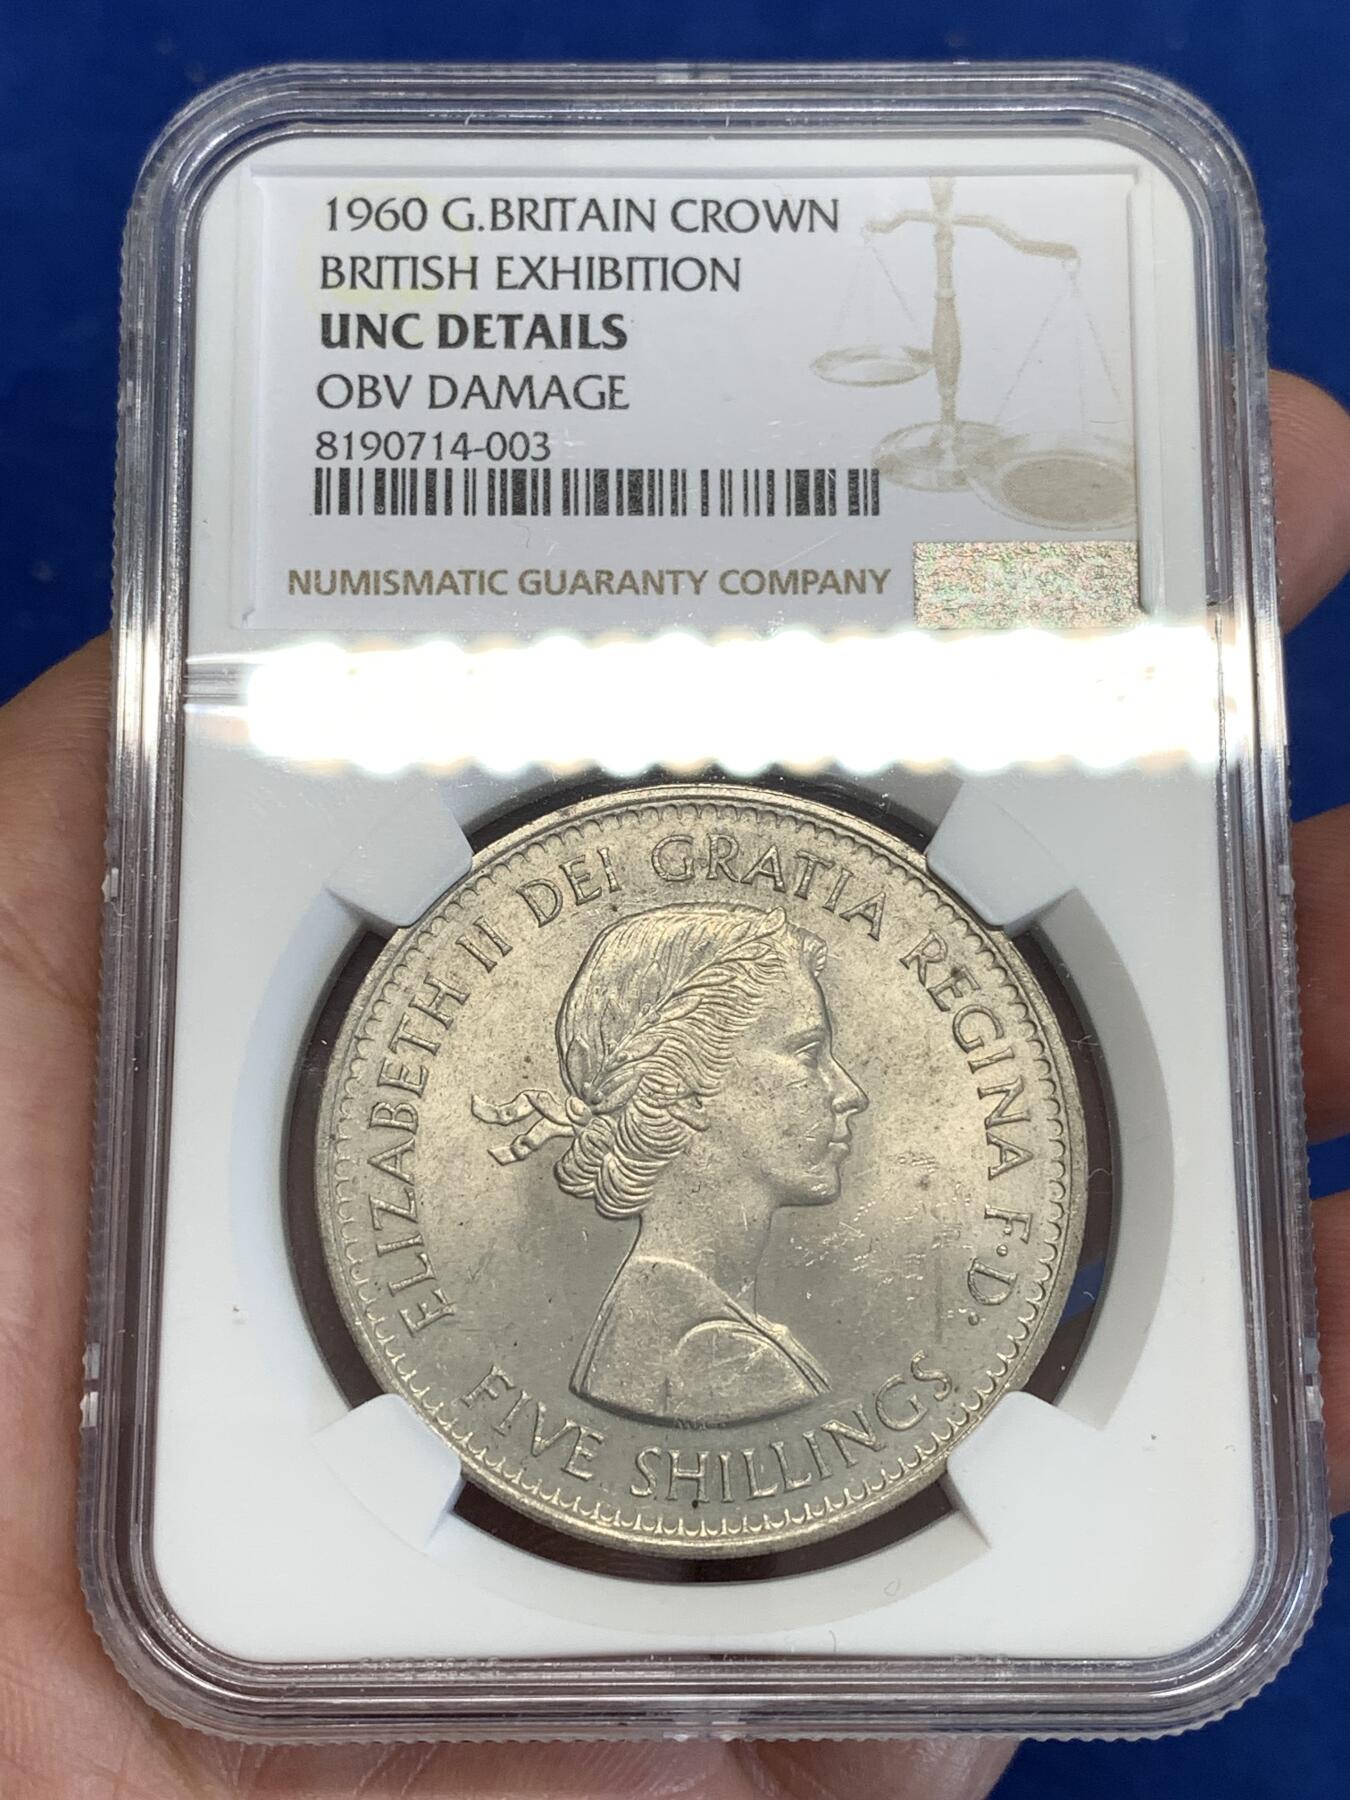 1960 G.BRITAIN CROWN
BRITISH EXHIBITION
UNC DETAILS
OBV DAMAGE
8190714-003
NUMISMATIC GUARANTY COMPANY
ELIZABETH II DEI GRATIA REGINA F. D.
FIVE SHILLINGS